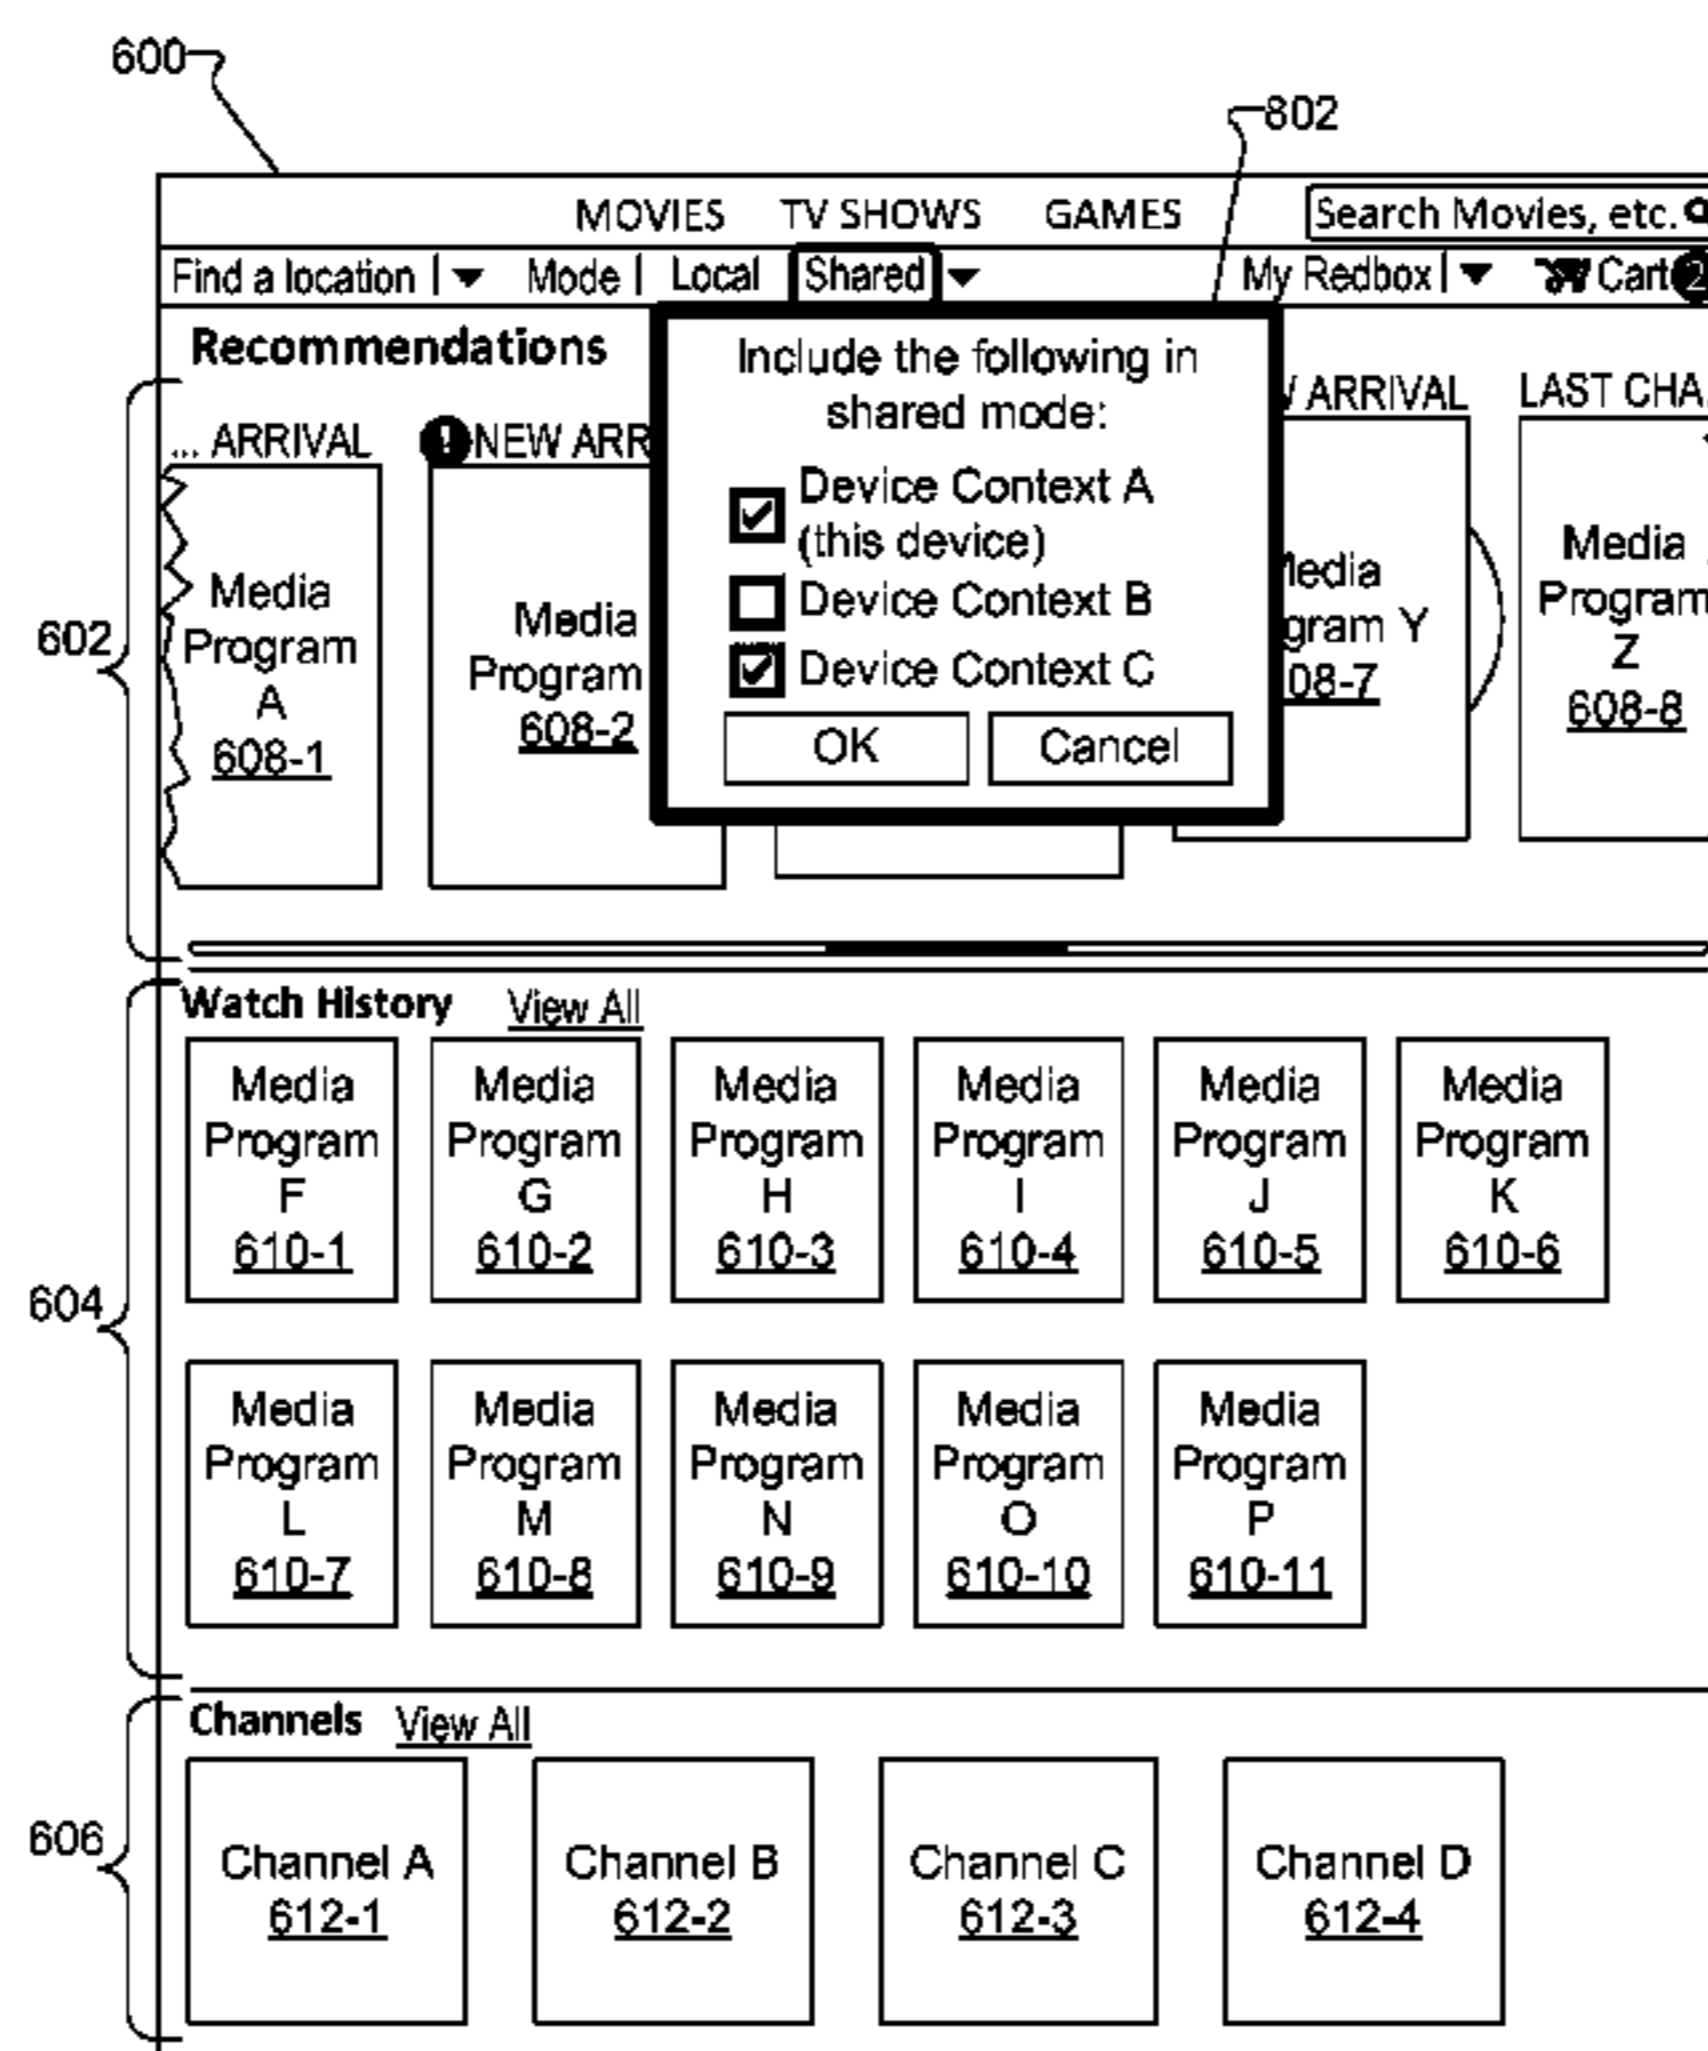 600
802
MOVIES TV SHOWS GAMES Search Movies, etc.
Find a location Mode Local Shared My Redbox Cart 2
Recommendations
Include the following in
shared mode:
Device Context A
(this device)
Device Context B
Device Context C
OK Cancel
602
... ARRIVAL
Media
Program
A
608-1
! NEW ARR
Media
Program
608-2
ARRIVAL
edia
gram Y
08-7
LAST CHA
Media
Program
Z
608-8
604
Watch History View All
Media Media Media Media Media Media
Program Program Program Program Program Program
F G H I J K
610-1 610-2 610-3 610-4 610-5 610-6
Media Media Media Media Media
Program Program Program Program Program
L M N O P
610-7 610-8 610-9 610-10 610-11
606
Channels View All
Channel A Channel B Channel C Channel D
612-1 612-2 612-3 612-4